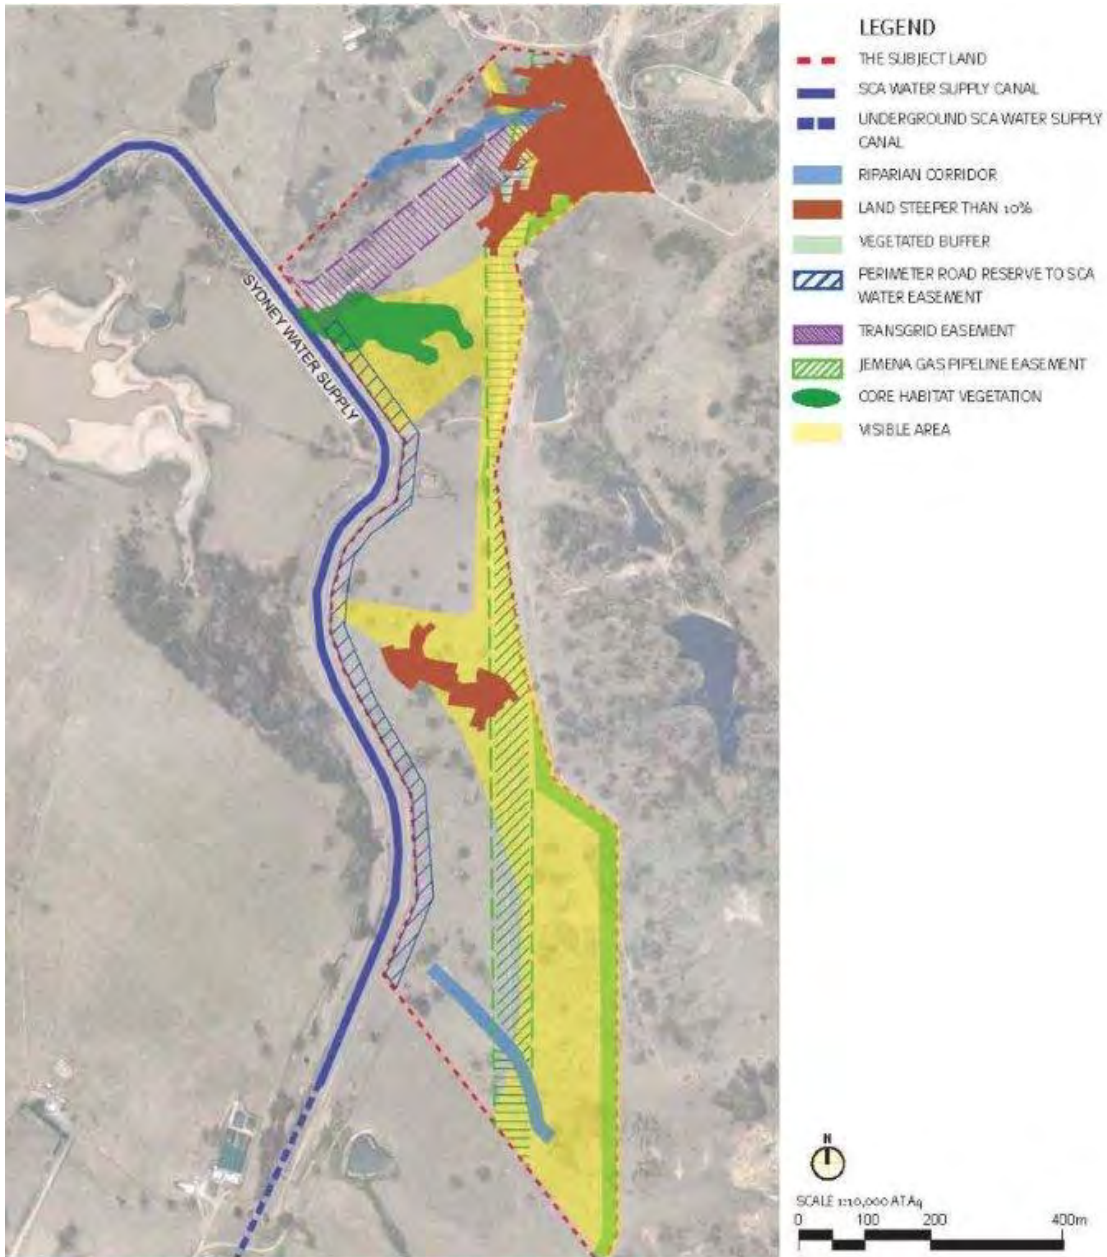 LEGEND
THE SUBJECT LAND
SCA WATER SUPPLY CANAL
UNDERGROUND SCA WATER SUPPLY
CANAL
RIPARIAN CORRIDOR
LAND STEEPER THAN 10%
VEGETATED BUFFER
PERIMETER ROAD RESERVE TO SCA
WATER EASEMENT
TRANSGRID EASEMENT
JEMENA GAS PIPELINE EASEMENT
CORE HABITAT VEGETATION
VISIBLE AREA
SYDNEY WATER SUPPLY
N
SCALE 1:10,000 AT A4
0 100 200 400m